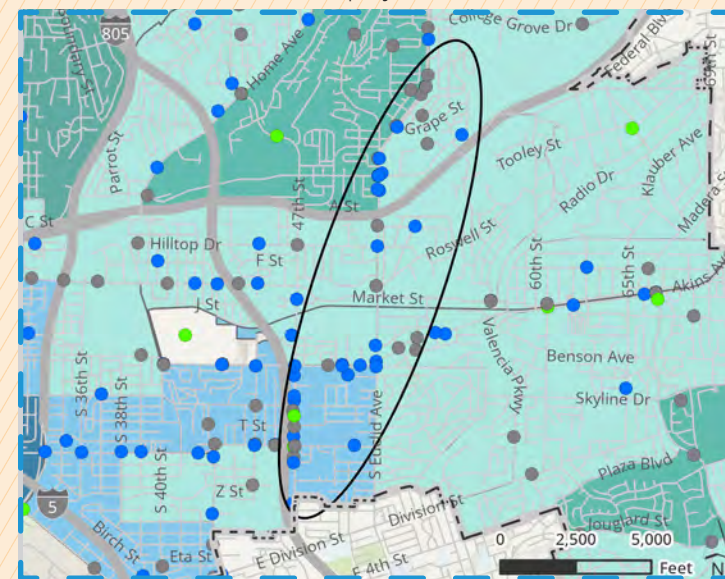 805
College Grove Dr
Federal Blv
69th St
Boundary St
Home Ave
Grape St
Tooley St
Klauber Ave
Parrot St
Radio Dr
Madera S
47th St
A St
C St
Hilltop Dr
F St
Roswell St
60th St
65th St
Akins Av
J St
Market St
Valencia Pkwy
Benson Ave
S 36th St
S 38th St
Skyline Dr
S Euclid Ave
T St
S 40th St
Plaza Blvd
Z St
5
Division St
Jouglard St
Birch St
Eta St
E Division St
E 4th St
0 2,500 5,000
Feet
N